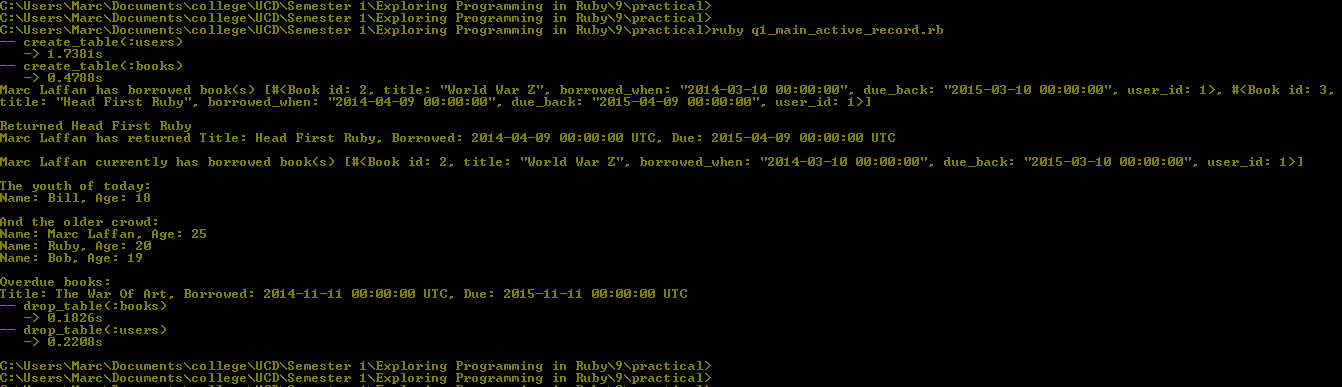 C:\Users\Marc\Documents\college\UCD\Semester 1\Exploring Programming in Ruby\9\practical>
C:\Users\Marc\Documents\college\UCD\Semester 1\Exploring Programming in Ruby\9\practical>
C:\Users\Marc\Documents\college\UCD\Semester 1\Exploring Programming in Ruby\9\practical>ruby q1_main_active_record.rb
-- create_table(:users)
   -> 1.7381s
-- create_table(:books)
   -> 0.4788s
Marc Laffan has borrowed book(s) [#<Book id: 2, title: "World War Z", borrowed_when: "2014-03-10 00:00:00", due_back: "2015-03-10 00:00:00", user_id: 1>, #<Book id: 3,
title: "Head First Ruby", borrowed_when: "2014-04-09 00:00:00", due_back: "2015-04-09 00:00:00", user_id: 1>]

Returned Head First Ruby
Marc Laffan has returned Title: Head First Ruby, Borrowed: 2014-04-09 00:00:00 UTC, Due: 2015-04-09 00:00:00 UTC

Marc Laffan currently has borrowed book(s) [#<Book id: 2, title: "World War Z", borrowed_when: "2014-03-10 00:00:00", due_back: "2015-03-10 00:00:00", user_id: 1>]

The youth of today:
Name: Bill, Age: 18

And the older crowd:
Name: Marc Laffan, Age: 25
Name: Ruby, Age: 20
Name: Bob, Age: 19

Overdue books:
Title: The War Of Art, Borrowed: 2014-11-11 00:00:00 UTC, Due: 2015-11-11 00:00:00 UTC
-- drop_table(:books)
   -> 0.1826s
-- drop_table(:users)
   -> 0.2208s

C:\Users\Marc\Documents\college\UCD\Semester 1\Exploring Programming in Ruby\9\practical>
C:\Users\Marc\Documents\college\UCD\Semester 1\Exploring Programming in Ruby\9\practical>